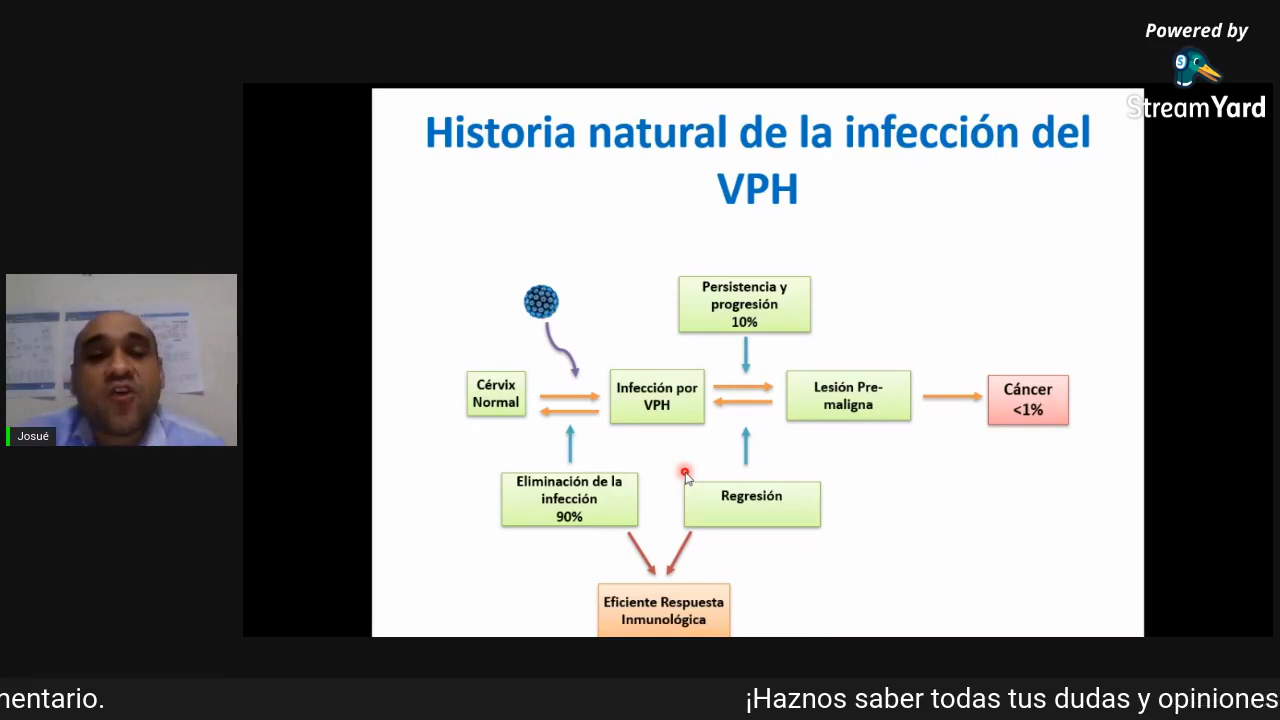 Powered by
StreamYard
Historia natural de la infección del
VPH
Persistencia y
progresión
10%
Cérvix
Normal
Infección por
VPH
Lesión Pre-
maligna
Cáncer
<1%
Eliminación de la
infección
90%
Regresión
Eficiente Respuesta
Inmunológica
Josué
mentario.
¡Haznos saber todas tus dudas y opiniones